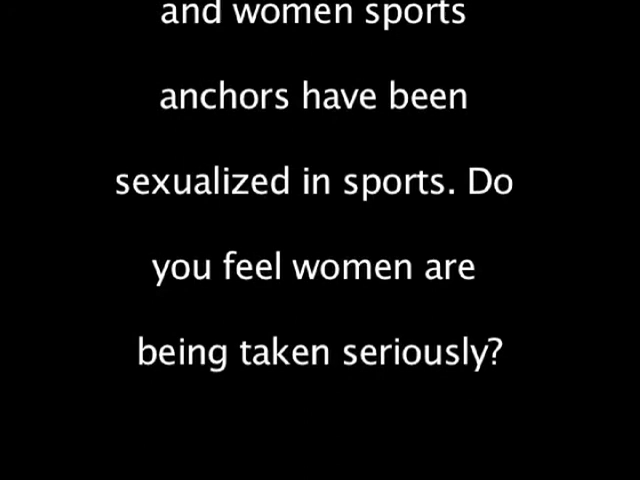 and women sports
anchors have been
sexualized in sports. Do
you feel women are
being taken seriously?